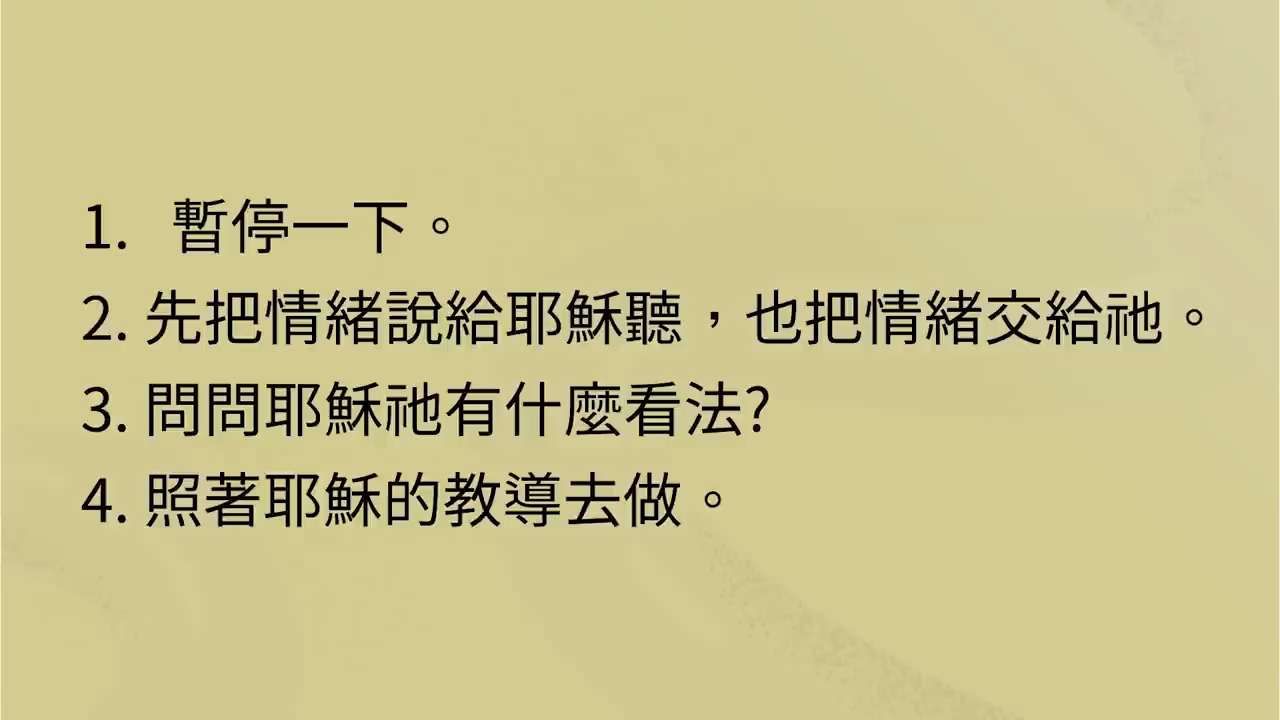 1. 暫停一下。
2. 先把情緒說給耶穌聽，也把情緒交給祂。
3. 問問耶穌祂有什麼看法?
4. 照著耶穌的教導去做。